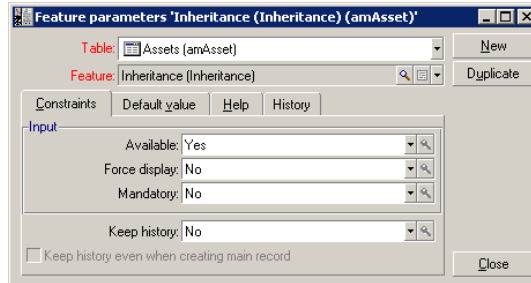 Feature parameters 'Inheritance (Inheritance) (amAsset)'
Table: Assets (amAsset)
New
Feature: Inheritance (Inheritance)
Duplicate
Constraints Default value Help History
Input
Available: Yes
Force display: No
Mandatory: No
Keep history: No
Keep history even when creating main record
Close